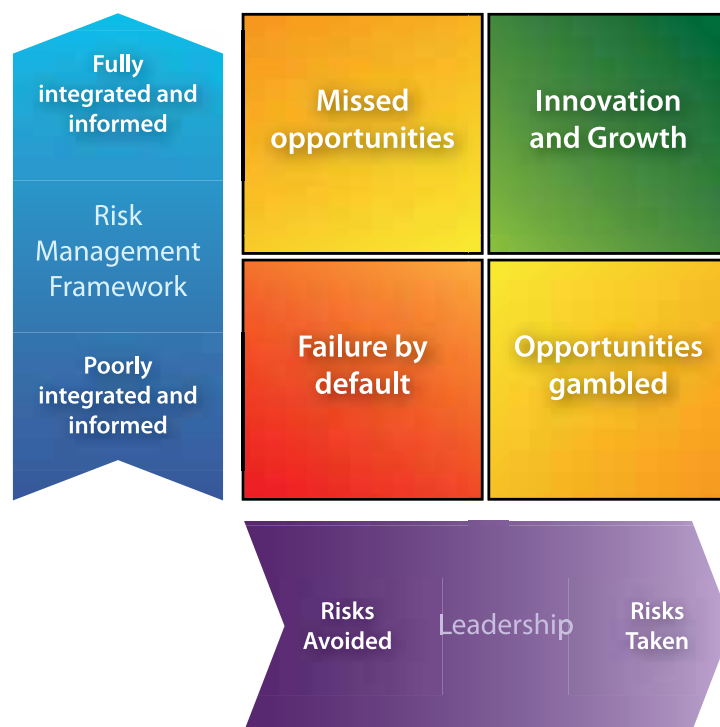 Fully
integrated and
informed
Risk
Management
Framework
Poorly
integrated and
informed
Missed
opportunities
Innovation
and Growth
Failure by
default
Opportunities
gambled
Risks
Avoided
Leadership
Risks
Taken